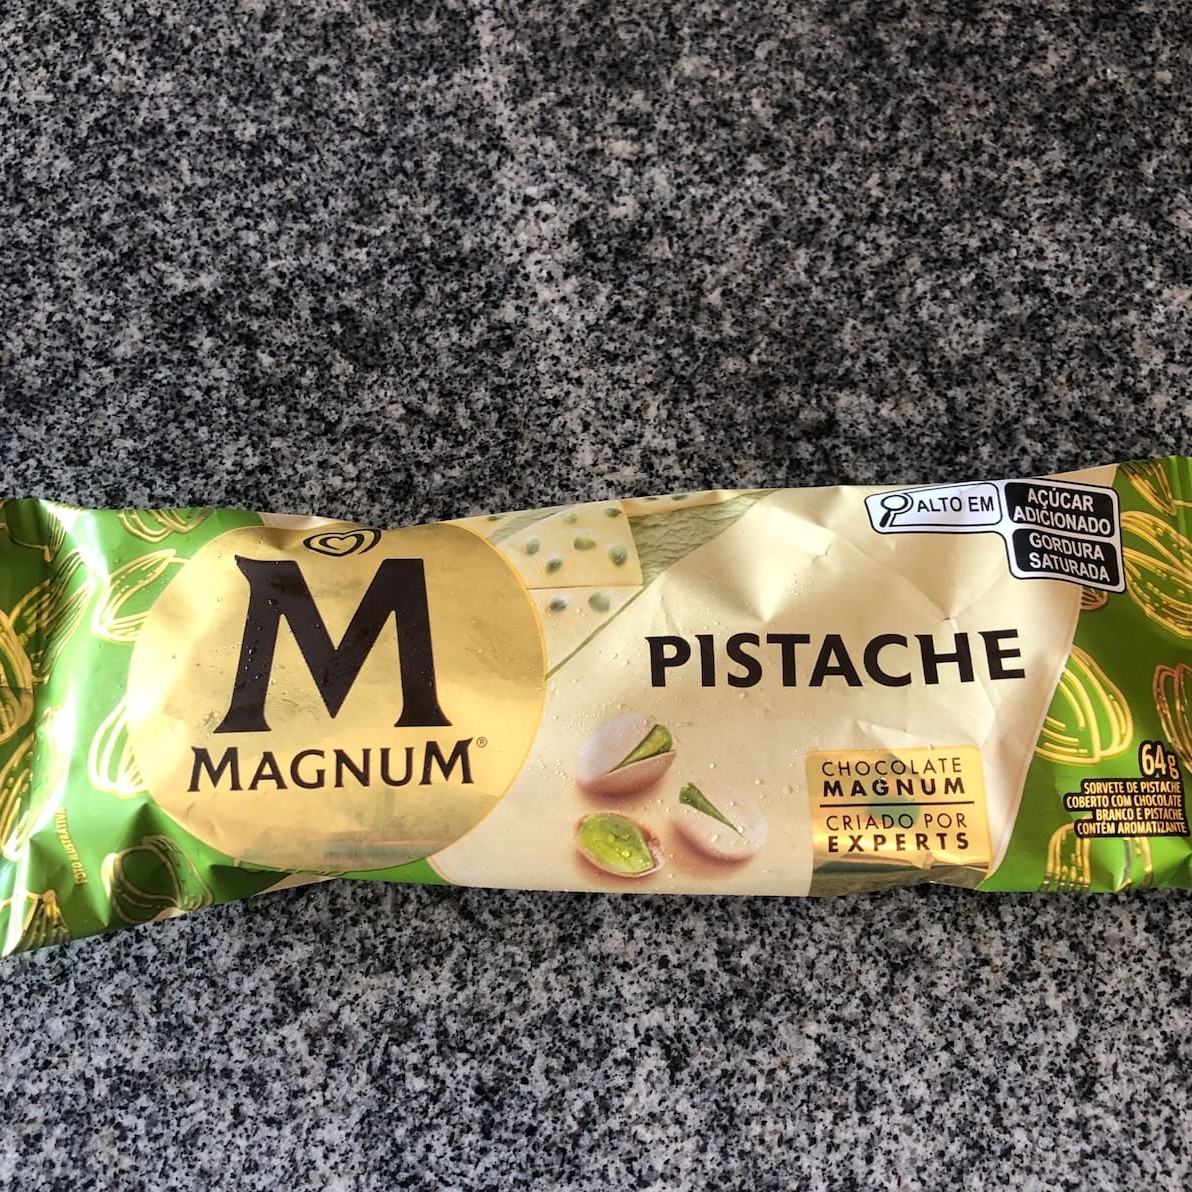 M
MAGNUM®
PISTACHE
ALTO EM
AÇÚCAR
ADICIONADO
GORDURA
SATURADA
CHOCOLATE
MAGNUM
CRIADO POR
EXPERTS
64g
SORVETE DE PISTACHE
COBERTO COM CHOCOLATE
BRANCO E PISTACHE
CONTÉM AROMATIZANTE
FOTO ILUSTRATIVA